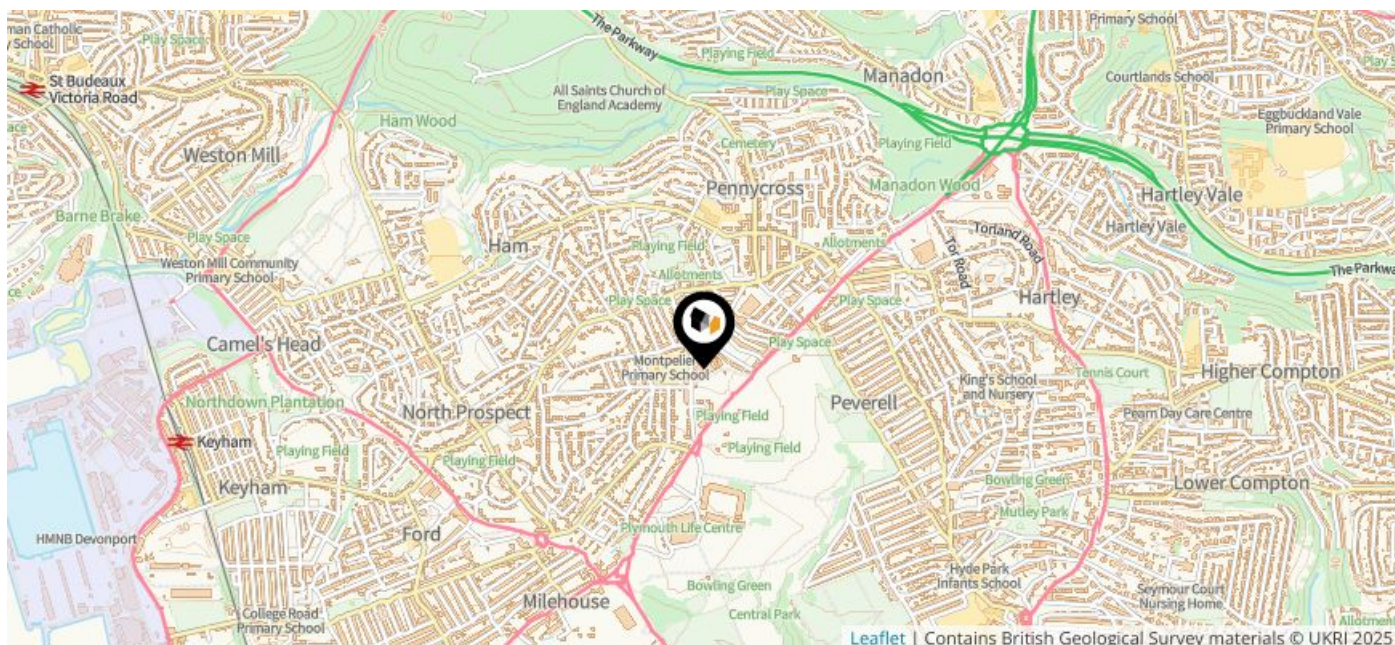 man Catholic
School
Play Space
St Budeaux
Victoria Road
The Parkway
Playing Field
Primary School
Manadon
Courtlands School
All Saints Church of
England Academy
Play Space
Eggbuckland Vale
Primary School
Ham Wood
Weston Mill
Cemetery
Playing Field
Pennycross
Manadon Wood
Hartley Vale
Barne Brake
Play Space
Ham
Playing Field
Allotments
Torland Road
Tor Road
Hartley Vale
Weston Mill Community
Primary School
Allotments
The Parkwa
Play Space
Play Space
Hartley
Camel's Head
Play Space
Montpelier
Primary School
King's School
and Nursery
Tennis Court
Higher Compton
Northdown Plantation
North Prospect
Playing Field
Peverell
Pearn Day Care Centre
Keyham
Playing Field
Playing Field
Playing Field
Keyham
Bowling Green
Lower Compton
Mutley Park
HMNB Devonport
Ford
Plymouth Life Centre
Hyde Park
Infants School
Bowling Green
Seymour Court
Nursing Home
College Road
Primary School
Milehouse
Central Park
Allotment
Leaflet | Contains British Geological Survey materials © UKRI 2025